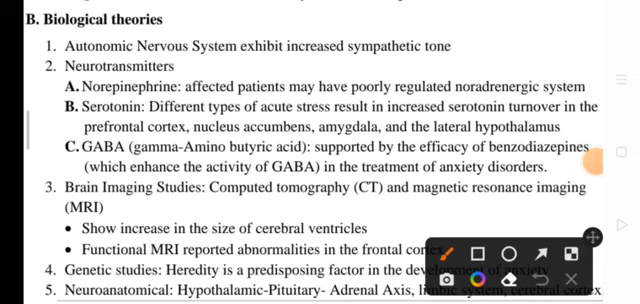 B. Biological theories
1. Autonomic Nervous System exhibit increased sympathetic tone
2. Neurotransmitters
A. Norepinephrine: affected patients may have poorly regulated noradrenergic system
B. Serotonin: Different types of acute stress result in increased serotonin turnover in the
prefrontal cortex, nucleus accumbens, amygdala, and the lateral hypothalamus
C. GABA (gamma-Amino butyric acid): supported by the efficacy of benzodiazepines
(which enhance the activity of GABA) in the treatment of anxiety disorders.
3. Brain Imaging Studies: Computed tomography (CT) and magnetic resonance imaging
(MRI)
• Show increase in the size of cerebral ventricles
• Functional MRI reported abnormalities in the frontal cortex
4. Genetic studies: Heredity is a predisposing factor in the development of anxiety
5. Neuroanatomical: Hypothalamic-Pituitary- Adrenal Axis, limbic system, cerebral cortex